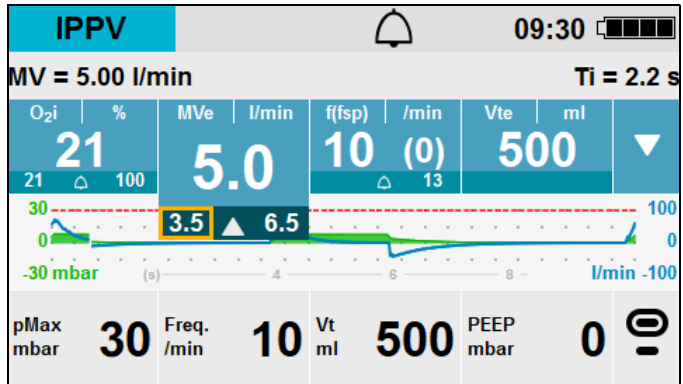 IPPV 09:30
MV = 5.00 l/min Ti = 2.2 s
O₂i % MVe l/min f(fsp) /min Vte ml
21 5.0 10 (0) 500
21 100 13
3.5 6.5
30 100
0 0
-30 mbar (s) 4 6 8 l/min -100
pMax mbar 30 Freq. /min 10 Vt ml 500 PEEP mbar 0